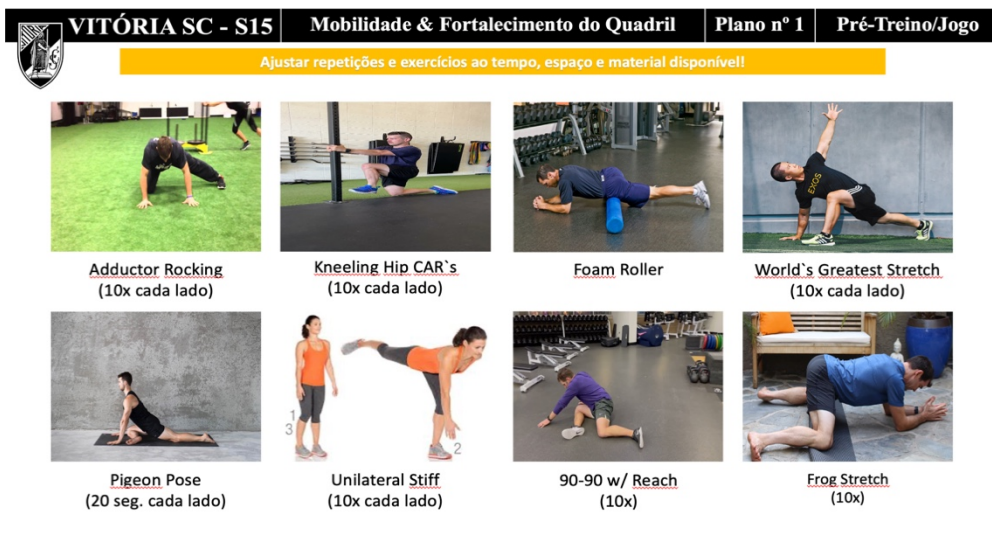 VITÓRIA SC - S15
Mobilidade & Fortalecimento do Quadril
Plano nº 1
Pré-Treino/Jogo
Ajustar repetições e exercícios ao tempo, espaço e material disponível!
EXOS
Adductor Rocking
(10x cada lado)
Kneeling Hip CAR`s
(10x cada lado)
Foam Roller
World`s Greatest Stretch
(10x cada lado)
1
3
2
Pigeon Pose
(20 seg. cada lado)
Unilateral Stiff
(10x cada lado)
90-90 w/ Reach
(10x)
Frog Stretch
(10x)